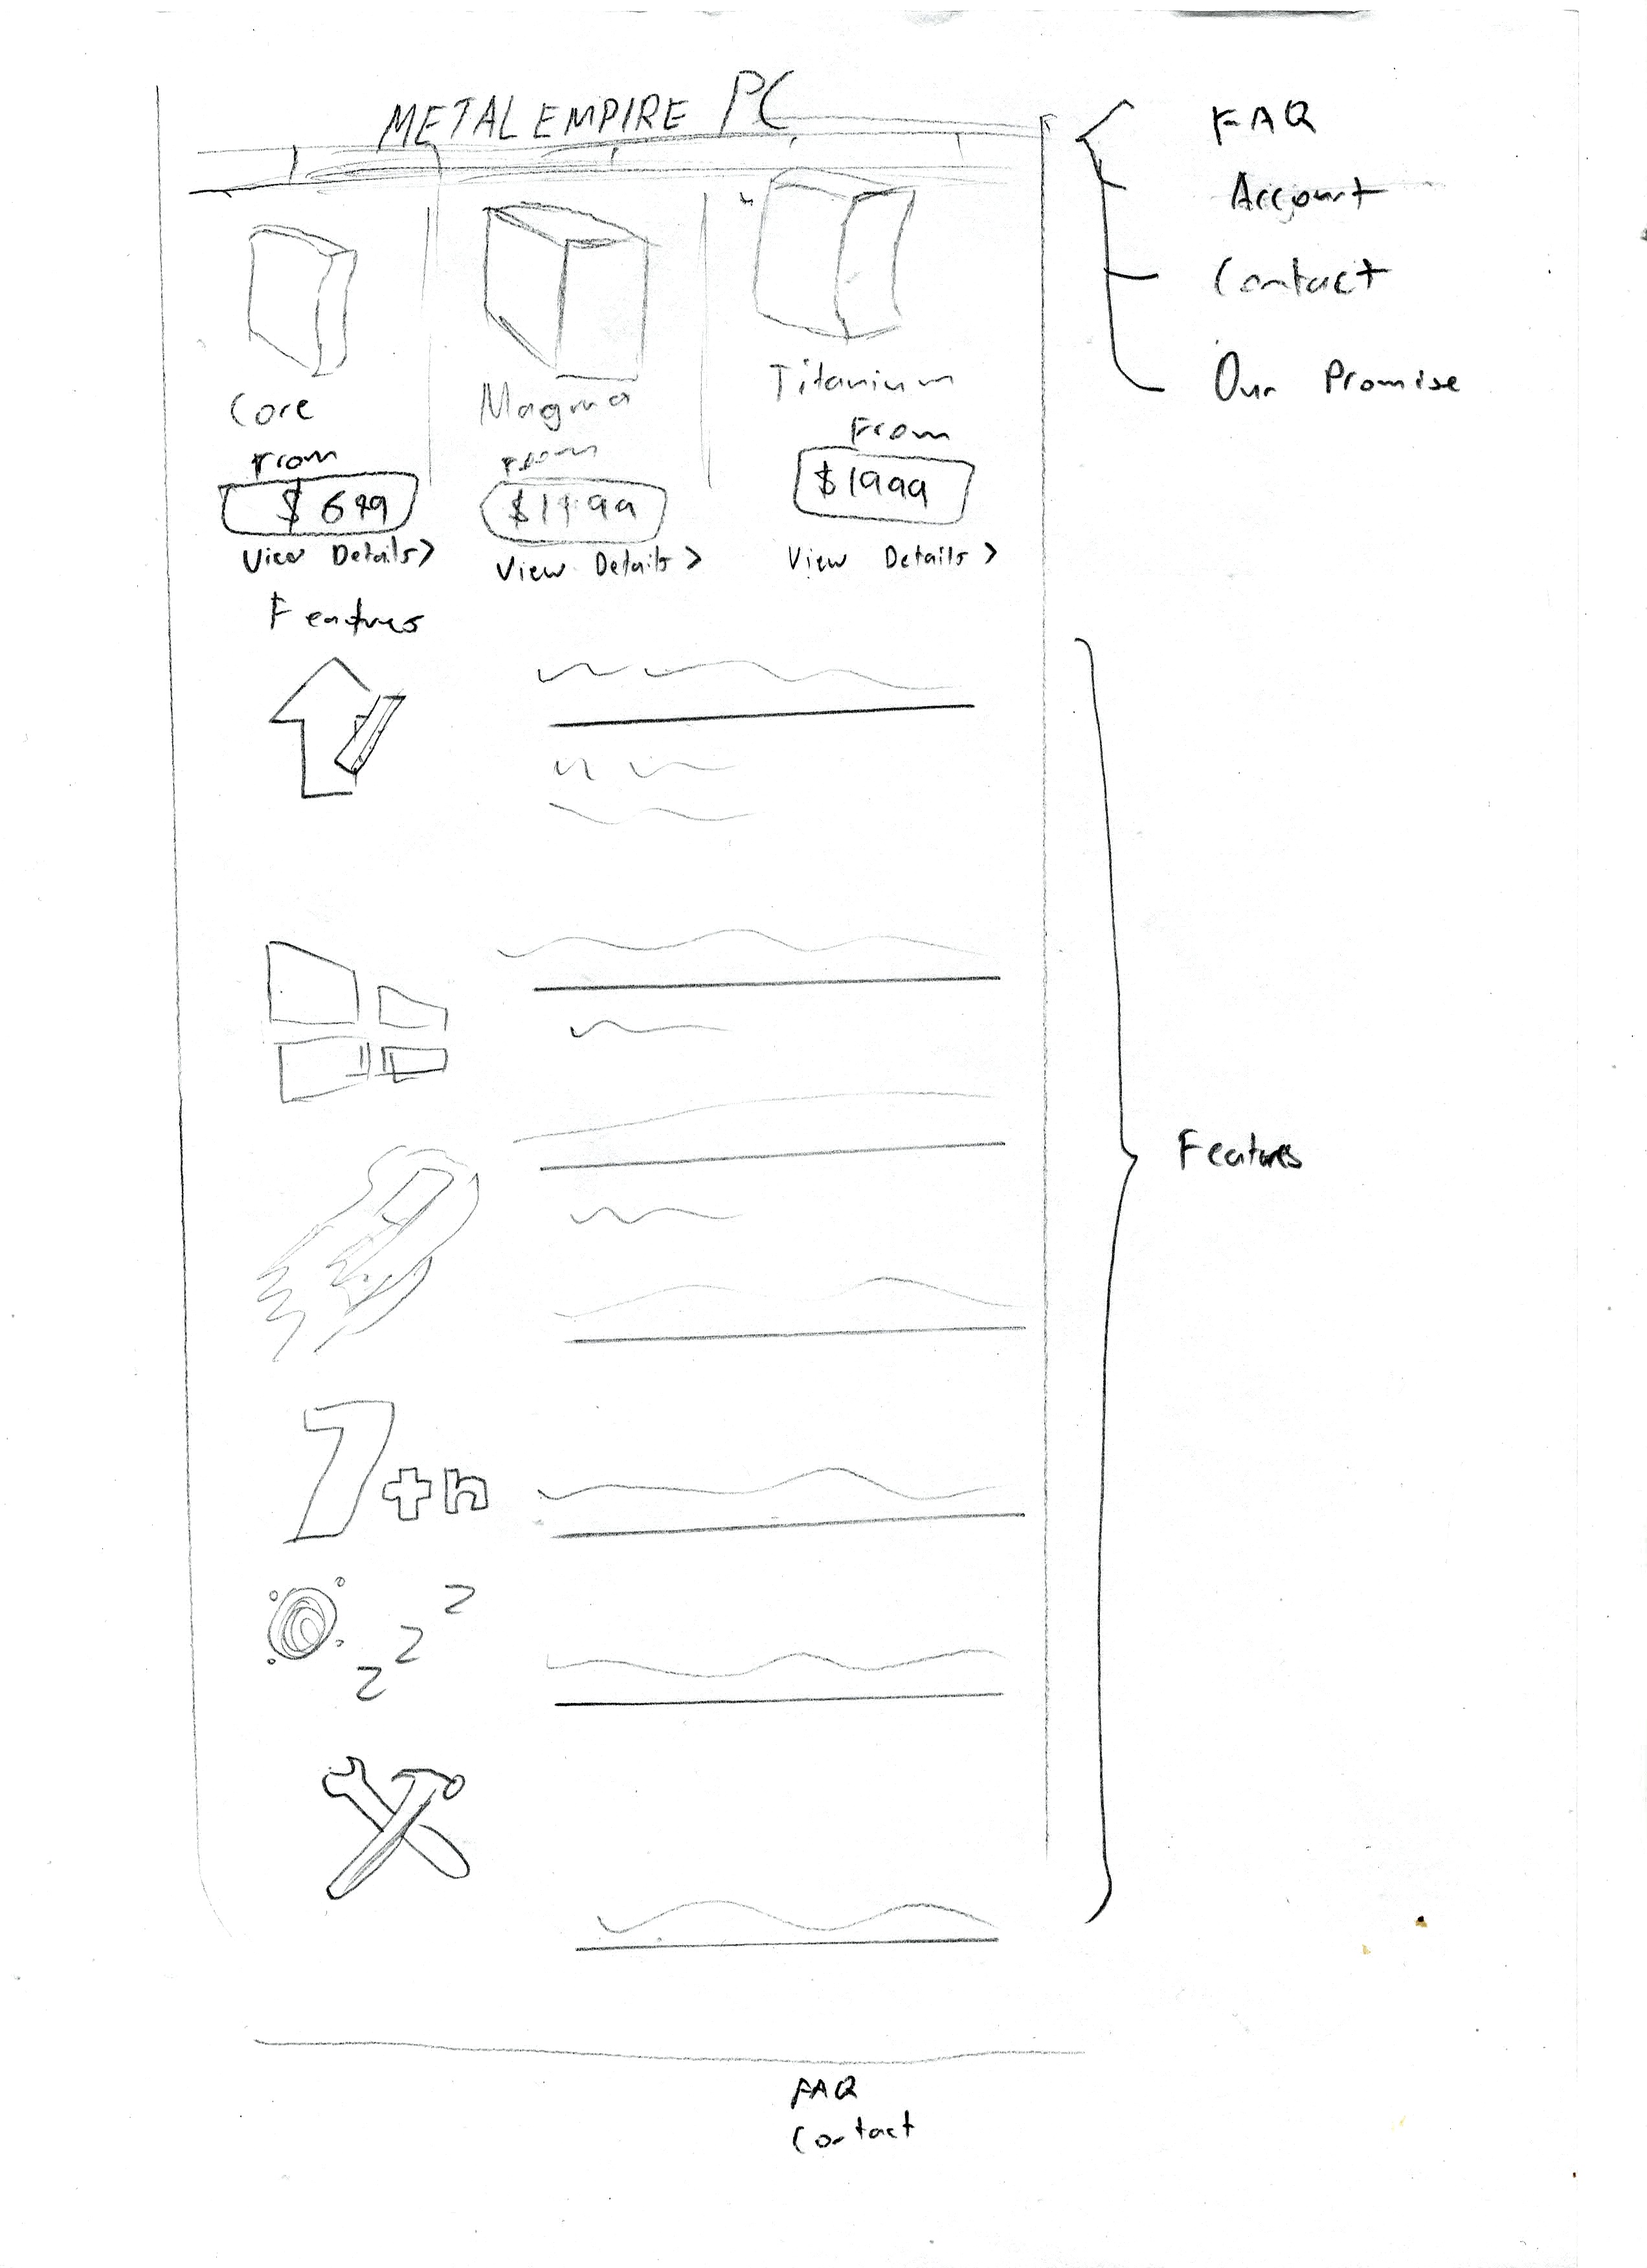 METAL EMPIRE PC
FAQ
Account
Contact
Our Promise
Core
From
$699
View Details>
Magma
From
View Details>
Titanium
From
$1999
View Details>
Features
Features
7th
z z z
FAQ
Contact